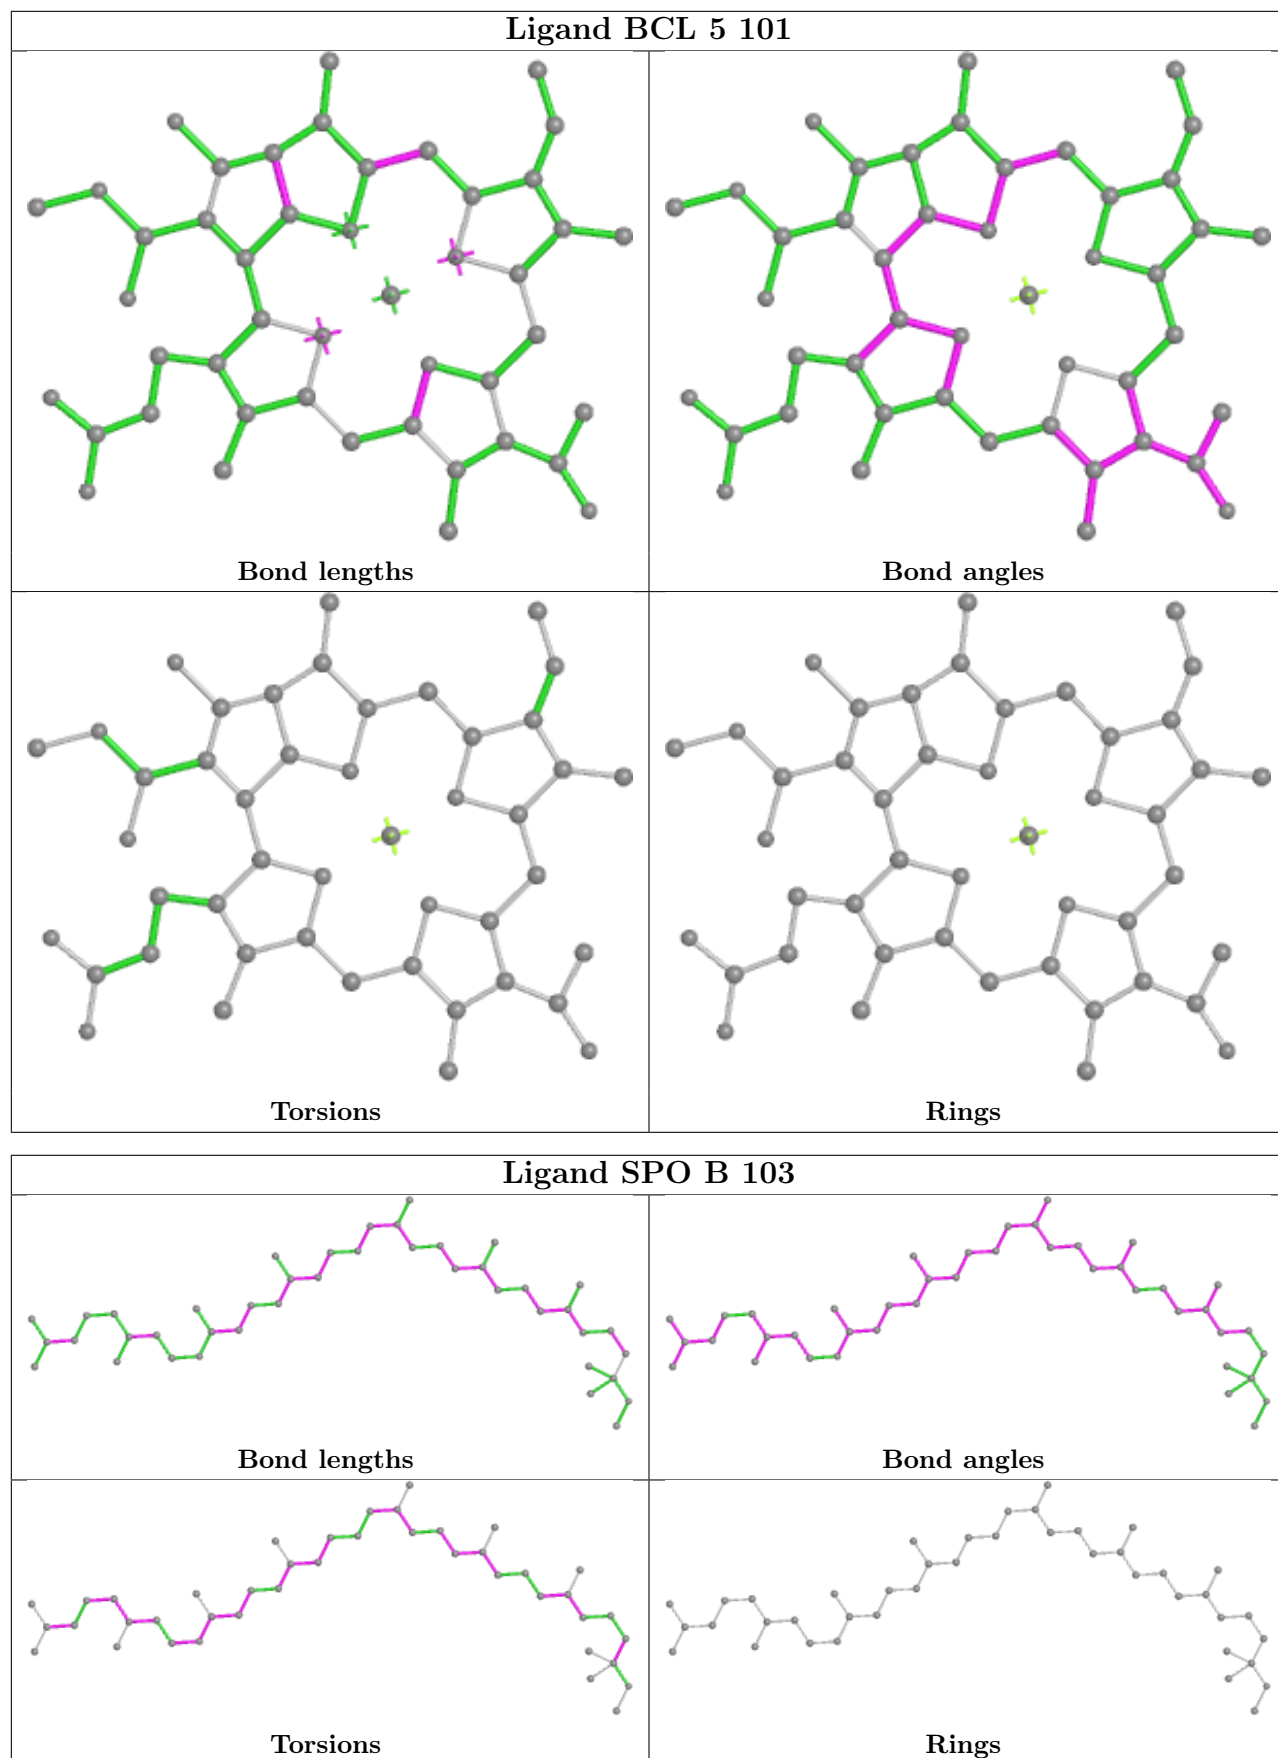 Ligand BCL 5 101
Bond lengths
Bond angles
Torsions
Rings
Ligand SPO B 103
Bond lengths
Bond angles
Torsions
Rings